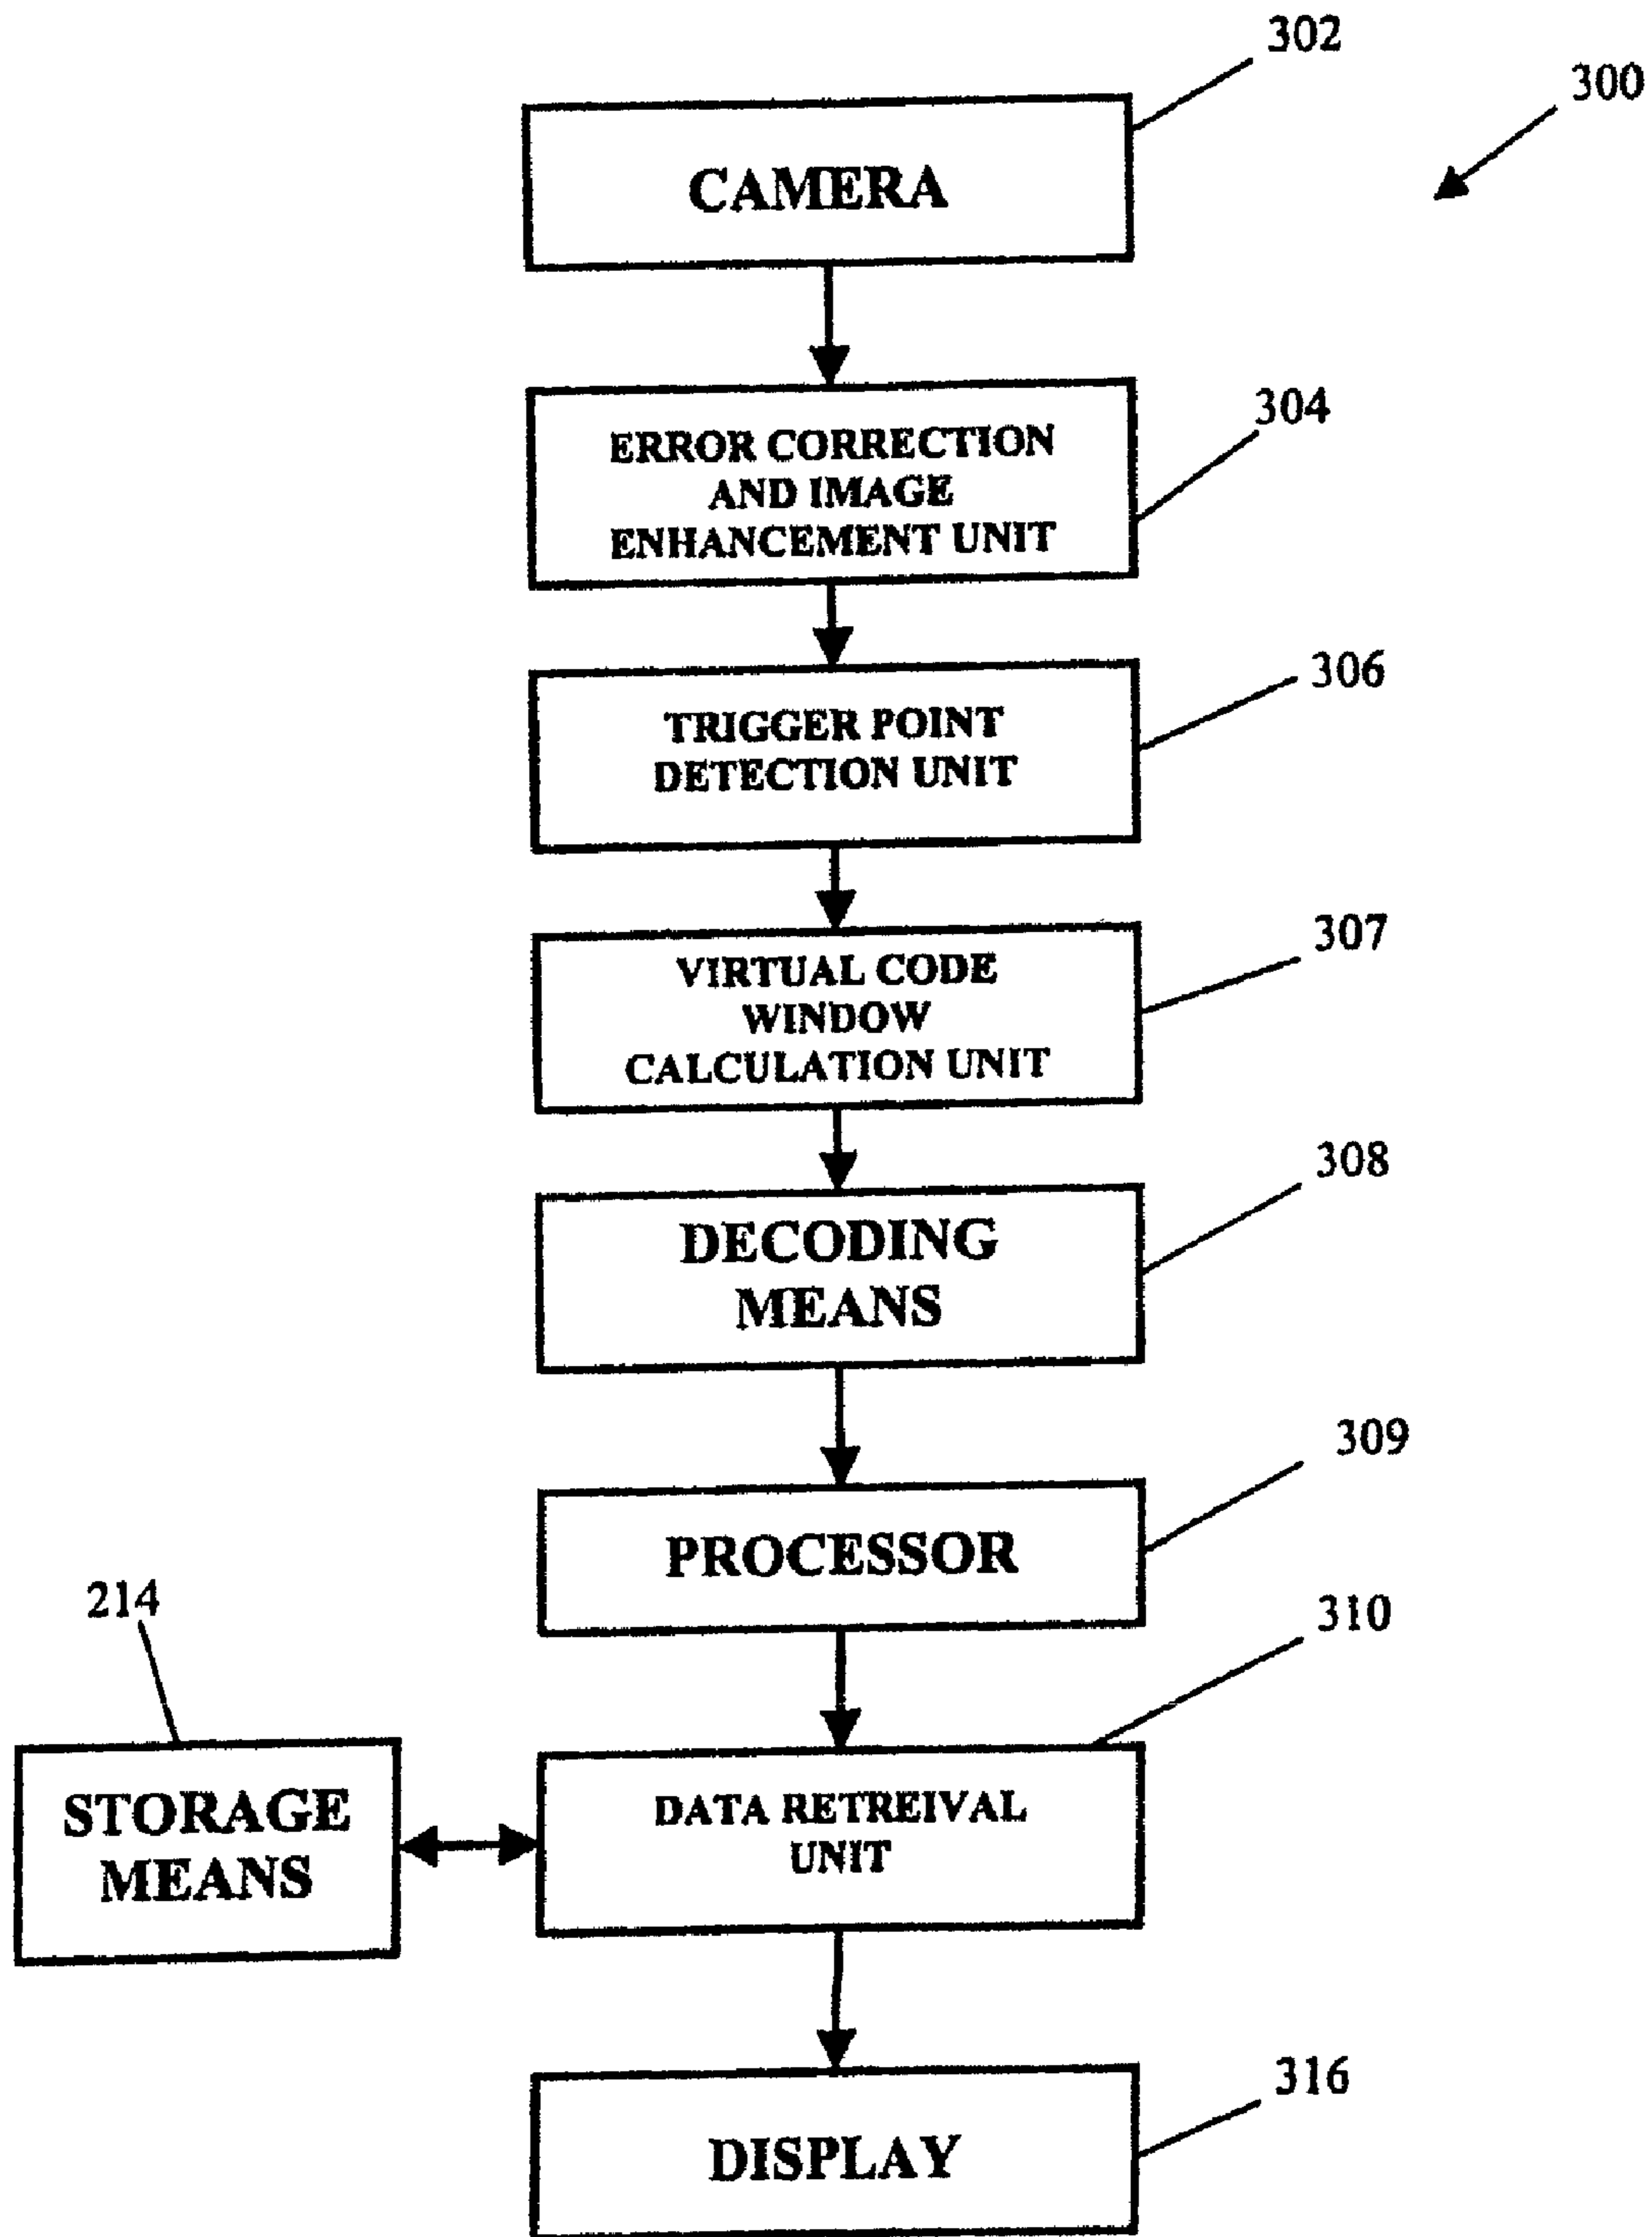 302
300
CAMERA
304
ERROR CORRECTION
AND IMAGE
ENHANCEMENT UNIT
306
TRIGGER POINT
DETECTION UNIT
307
VIRTUAL CODE
WINDOW
CALCULATION UNIT
308
DECODING
MEANS
309
PROCESSOR
214
310
STORAGE
MEANS
DATA RETREIVAL
UNIT
316
DISPLAY